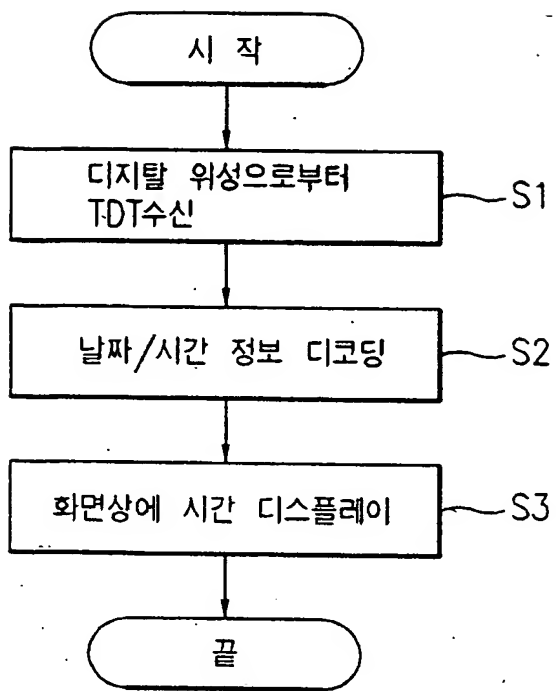 시 작
디지탈 위성으로부터
TDT수신
S1
날짜/시간 정보 디코딩
S2
화면상에 시간 디스플레이
S3
끝